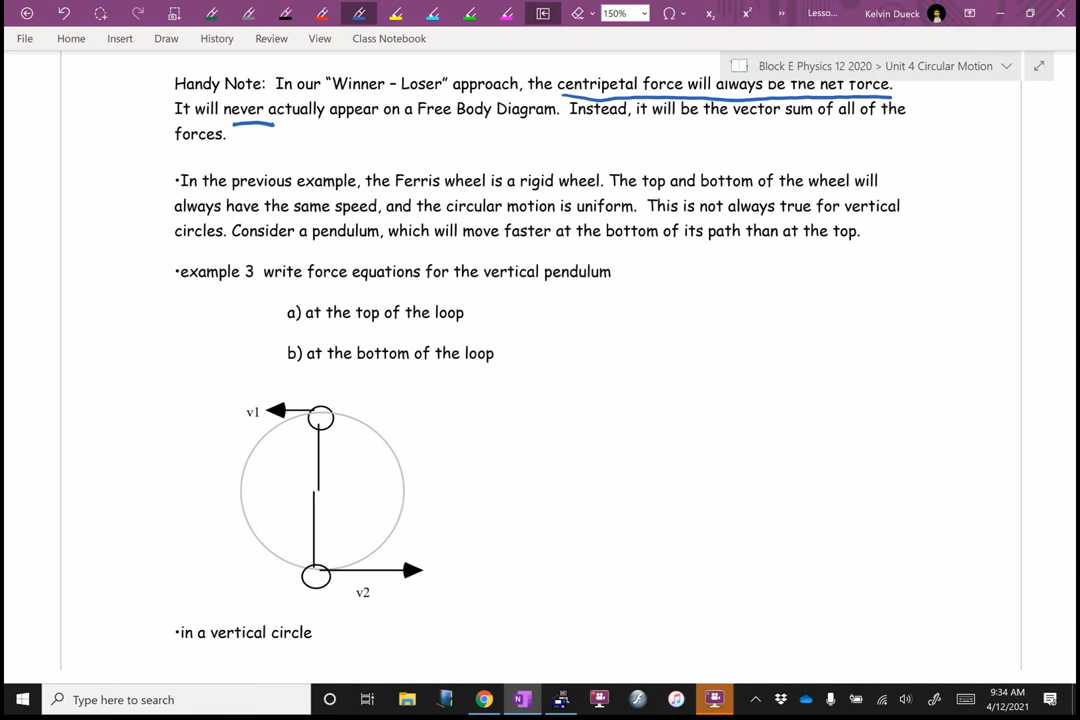 150%
x₂
x²
Lesso...
Kelvin Dueck
File
Home
Insert
Draw
History
Review
View
Class Notebook
Block E Physics 12 2020 > Unit 4 Circular Motion
Handy Note: In our “Winner – Loser” approach, the centripetal force will always be the net force.
It will never actually appear on a Free Body Diagram. Instead, it will be the vector sum of all of the
forces.
•In the previous example, the Ferris wheel is a rigid wheel. The top and bottom of the wheel will
always have the same speed, and the circular motion is uniform. This is not always true for vertical
circles. Consider a pendulum, which will move faster at the bottom of its path than at the top.
•example 3 write force equations for the vertical pendulum
a) at the top of the loop
b) at the bottom of the loop
v1
v2
•in a vertical circle
Type here to search
9:34 AM
4/12/2021